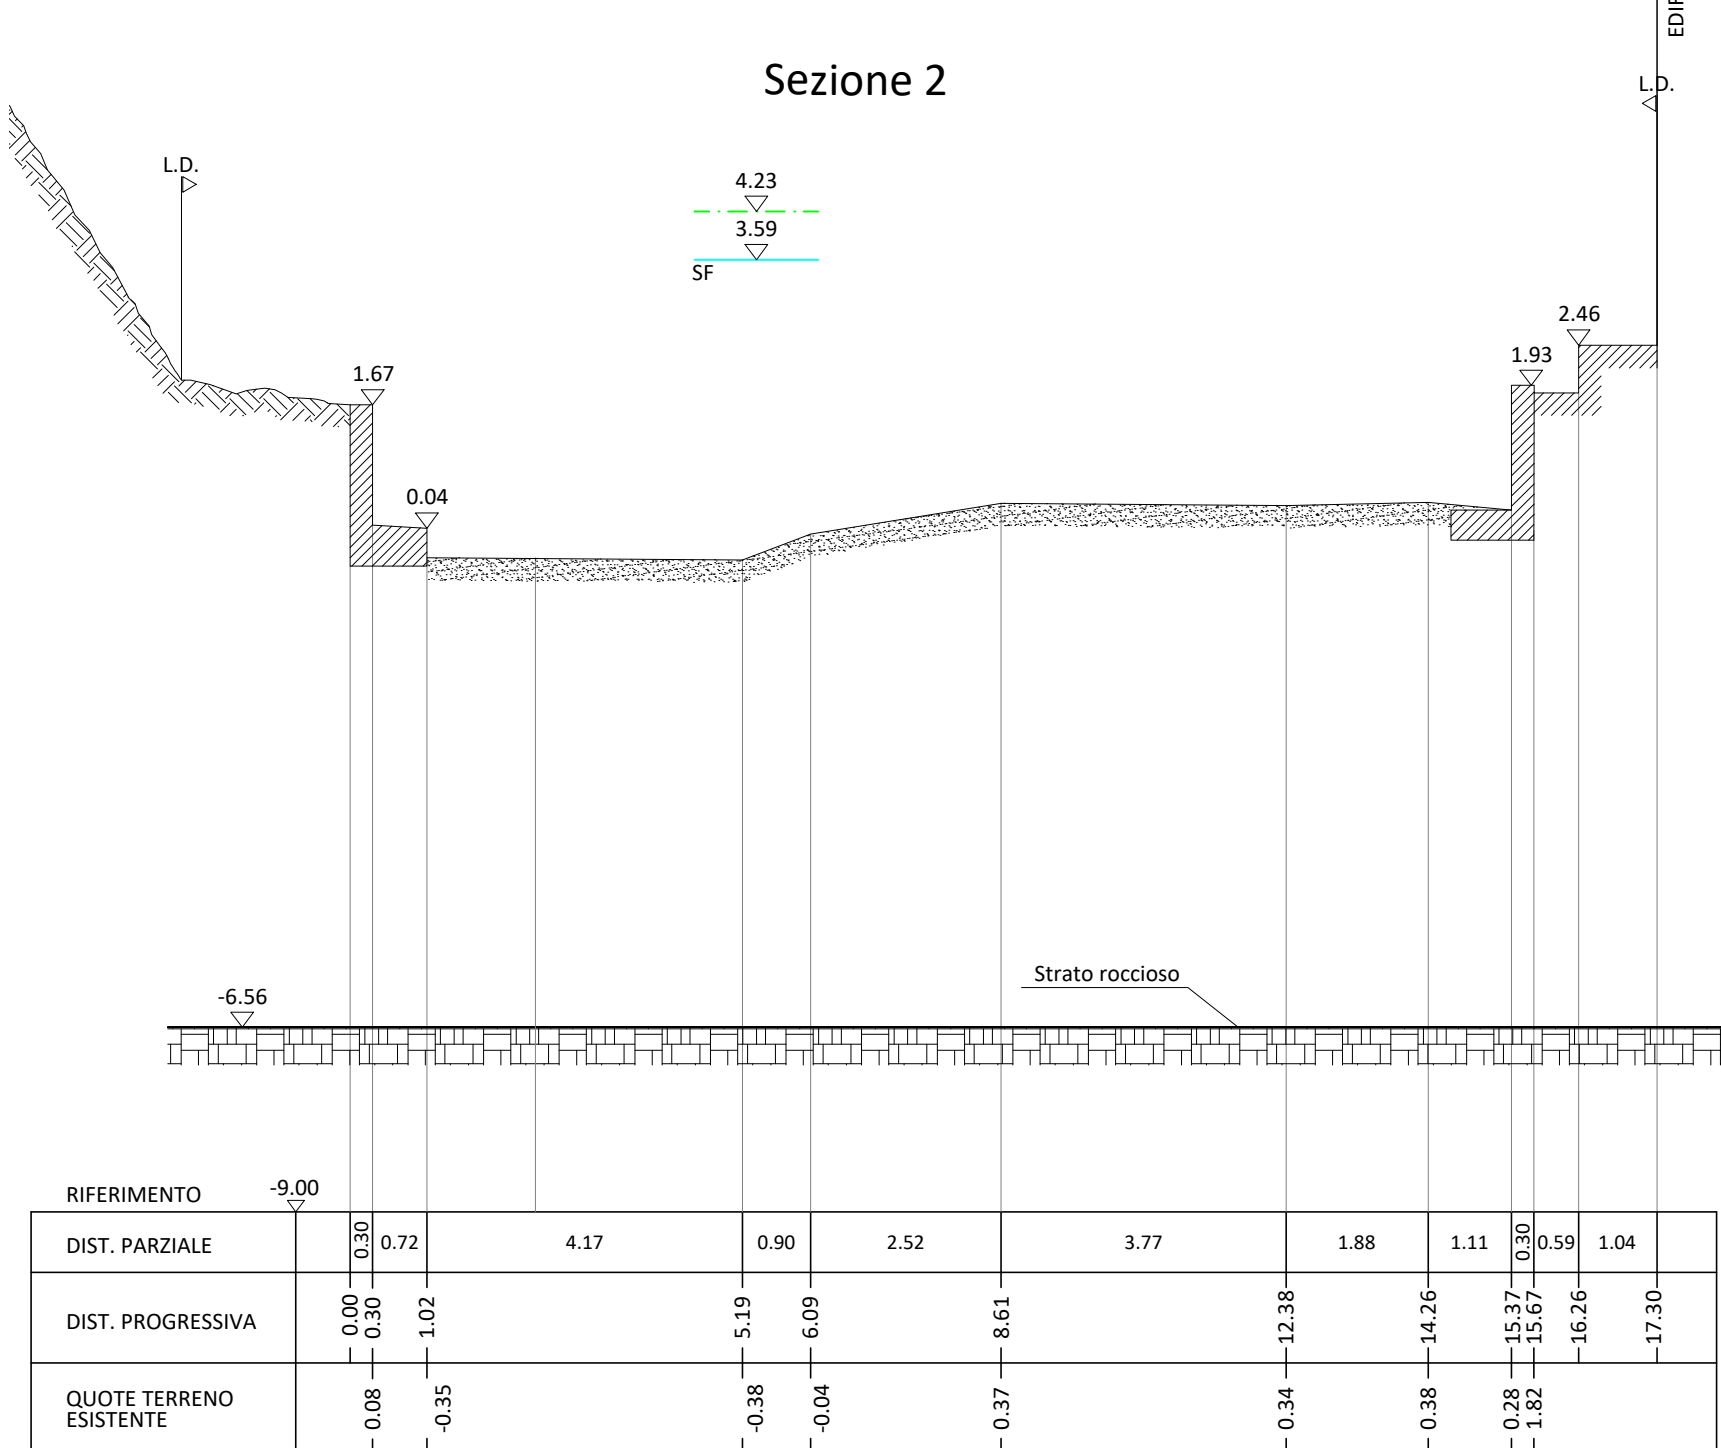 EDIF
Sezione 2
L.D.
L.D.
4.23
3.59
SF
2.46
1.93
1.67
0.04
Strato roccioso
-6.56
RIFERIMENTO
-9.00
DIST. PARZIALE
0.30 0.72 4.17 0.90 2.52 3.77 1.88 1.11 0.30 0.59 1.04
DIST. PROGRESSIVA
0.00 0.30 1.02 5.19 6.09 8.61 12.38 14.26 15.37 15.67 16.26 17.30
QUOTE TERRENO
ESISTENTE
0.08 -0.35 -0.38 -0.04 0.37 0.34 0.38 0.28 1.82